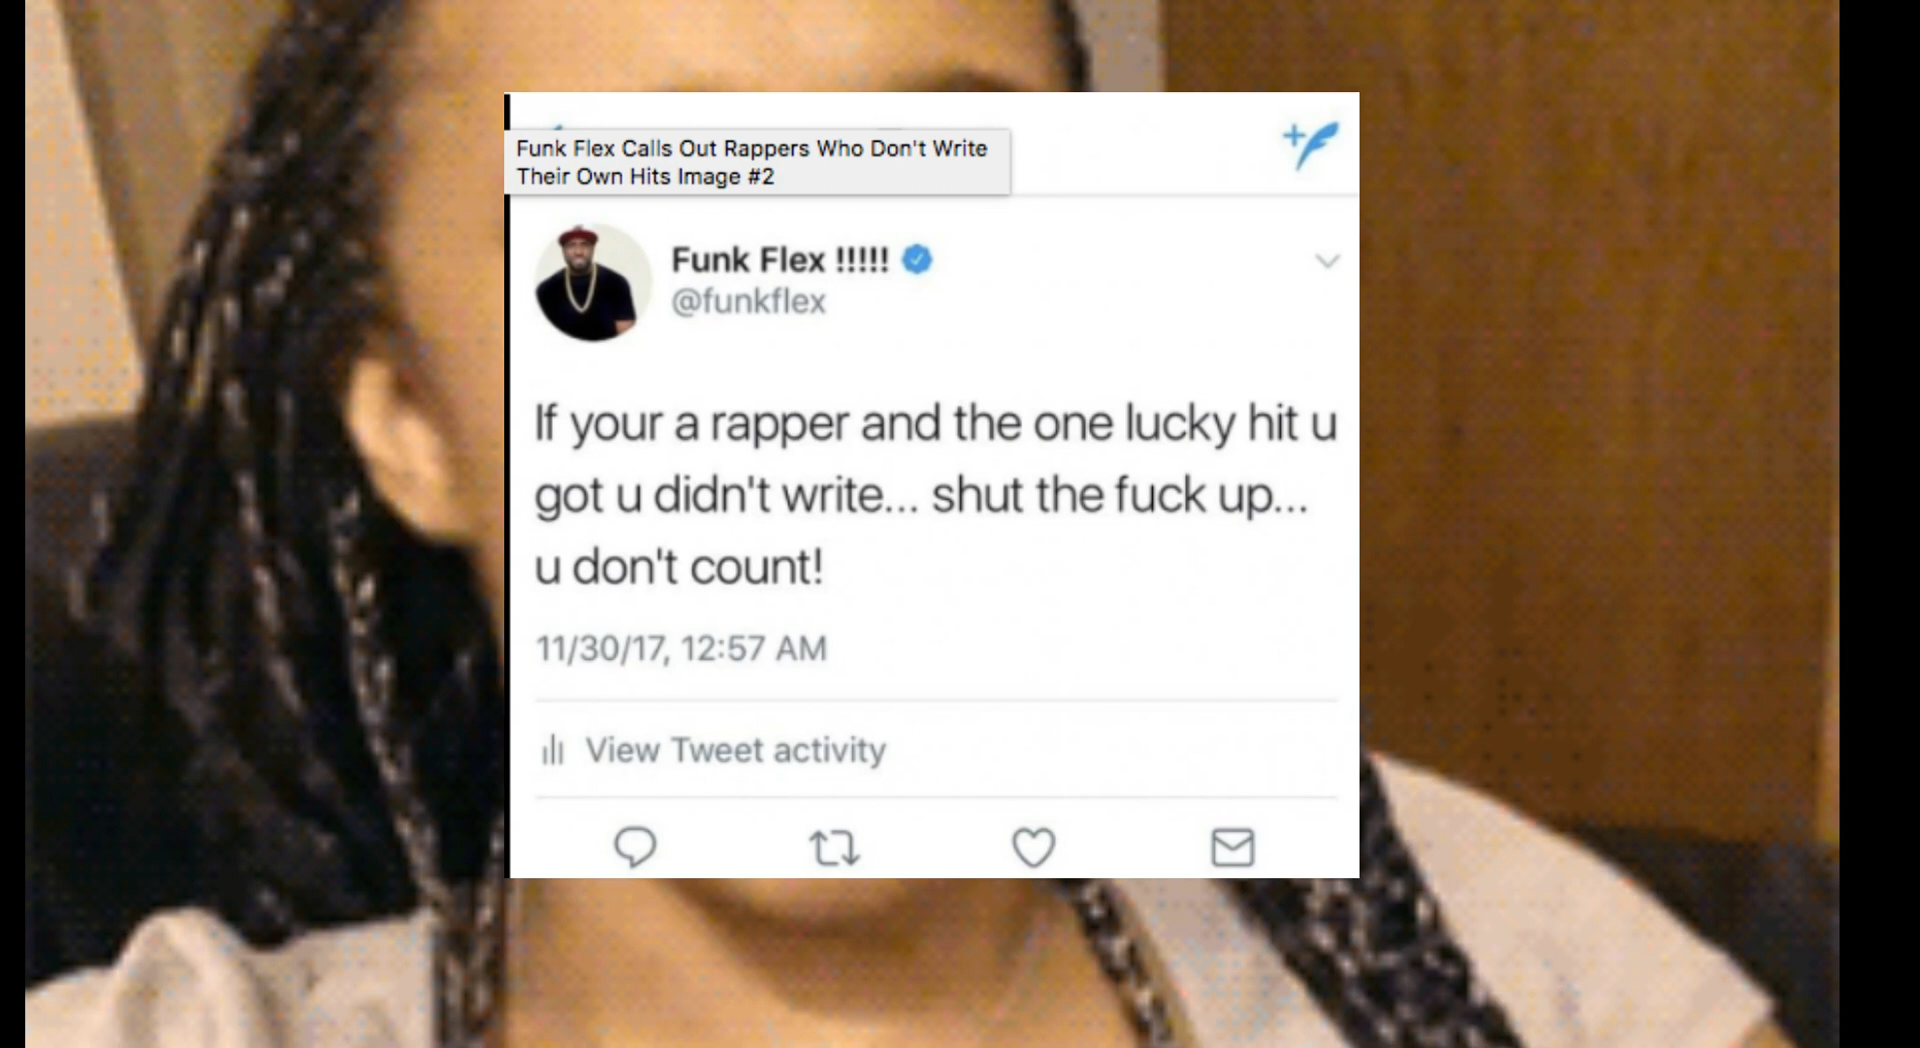 Funk Flex Calls Out Rappers Who Don't Write
Their Own Hits Image #2
Funk Flex !!!!!
@funkflex
If your a rapper and the one lucky hit u
got u didn't write... shut the fuck up...
u don't count!
11/30/17, 12:57 AM
View Tweet activity